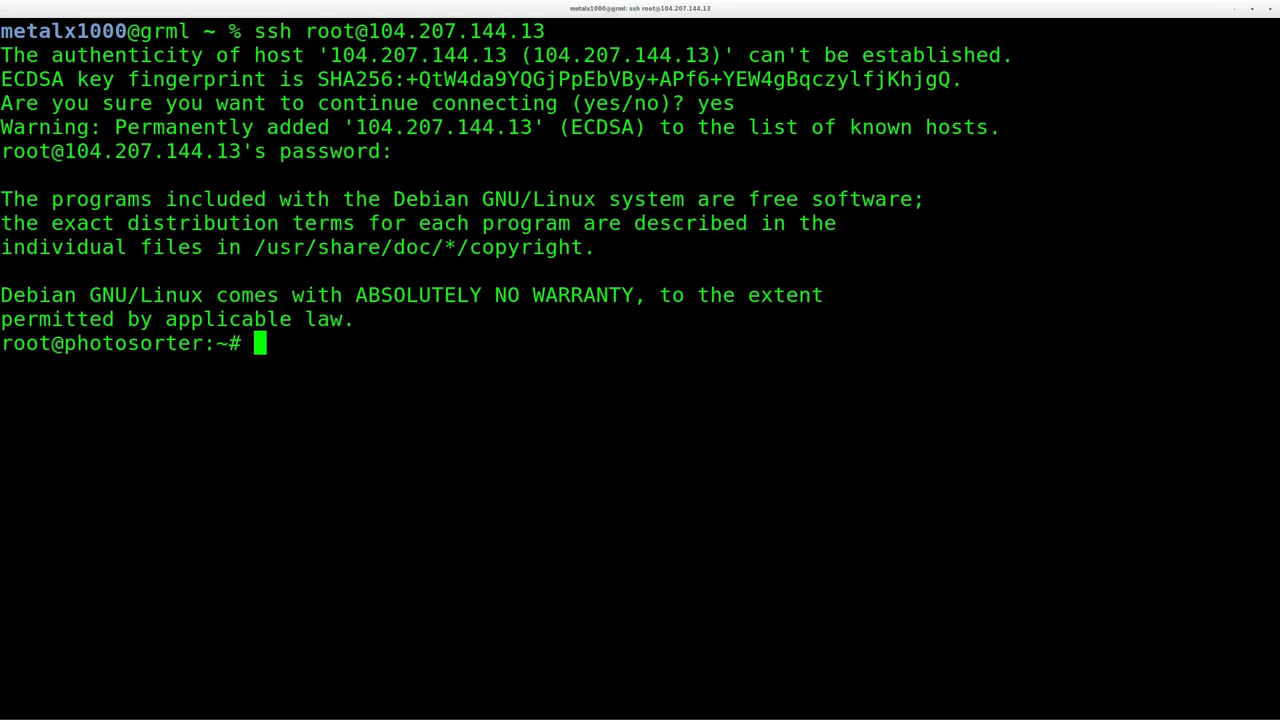 metalx1000@grml: ssh root@104.207.144.13
metalx1000@grml ~ % ssh root@104.207.144.13
The authenticity of host '104.207.144.13 (104.207.144.13)' can't be established.
ECDSA key fingerprint is SHA256:+QtW4da9YQGjPpEbVBy+APf6+YEW4gBqczylfjKhjgQ.
Are you sure you want to continue connecting (yes/no)? yes
Warning: Permanently added '104.207.144.13' (ECDSA) to the list of known hosts.
root@104.207.144.13's password:
The programs included with the Debian GNU/Linux system are free software;
the exact distribution terms for each program are described in the
individual files in /usr/share/doc/*/copyright.
Debian GNU/Linux comes with ABSOLUTELY NO WARRANTY, to the extent
permitted by applicable law.
root@photosorter:~#